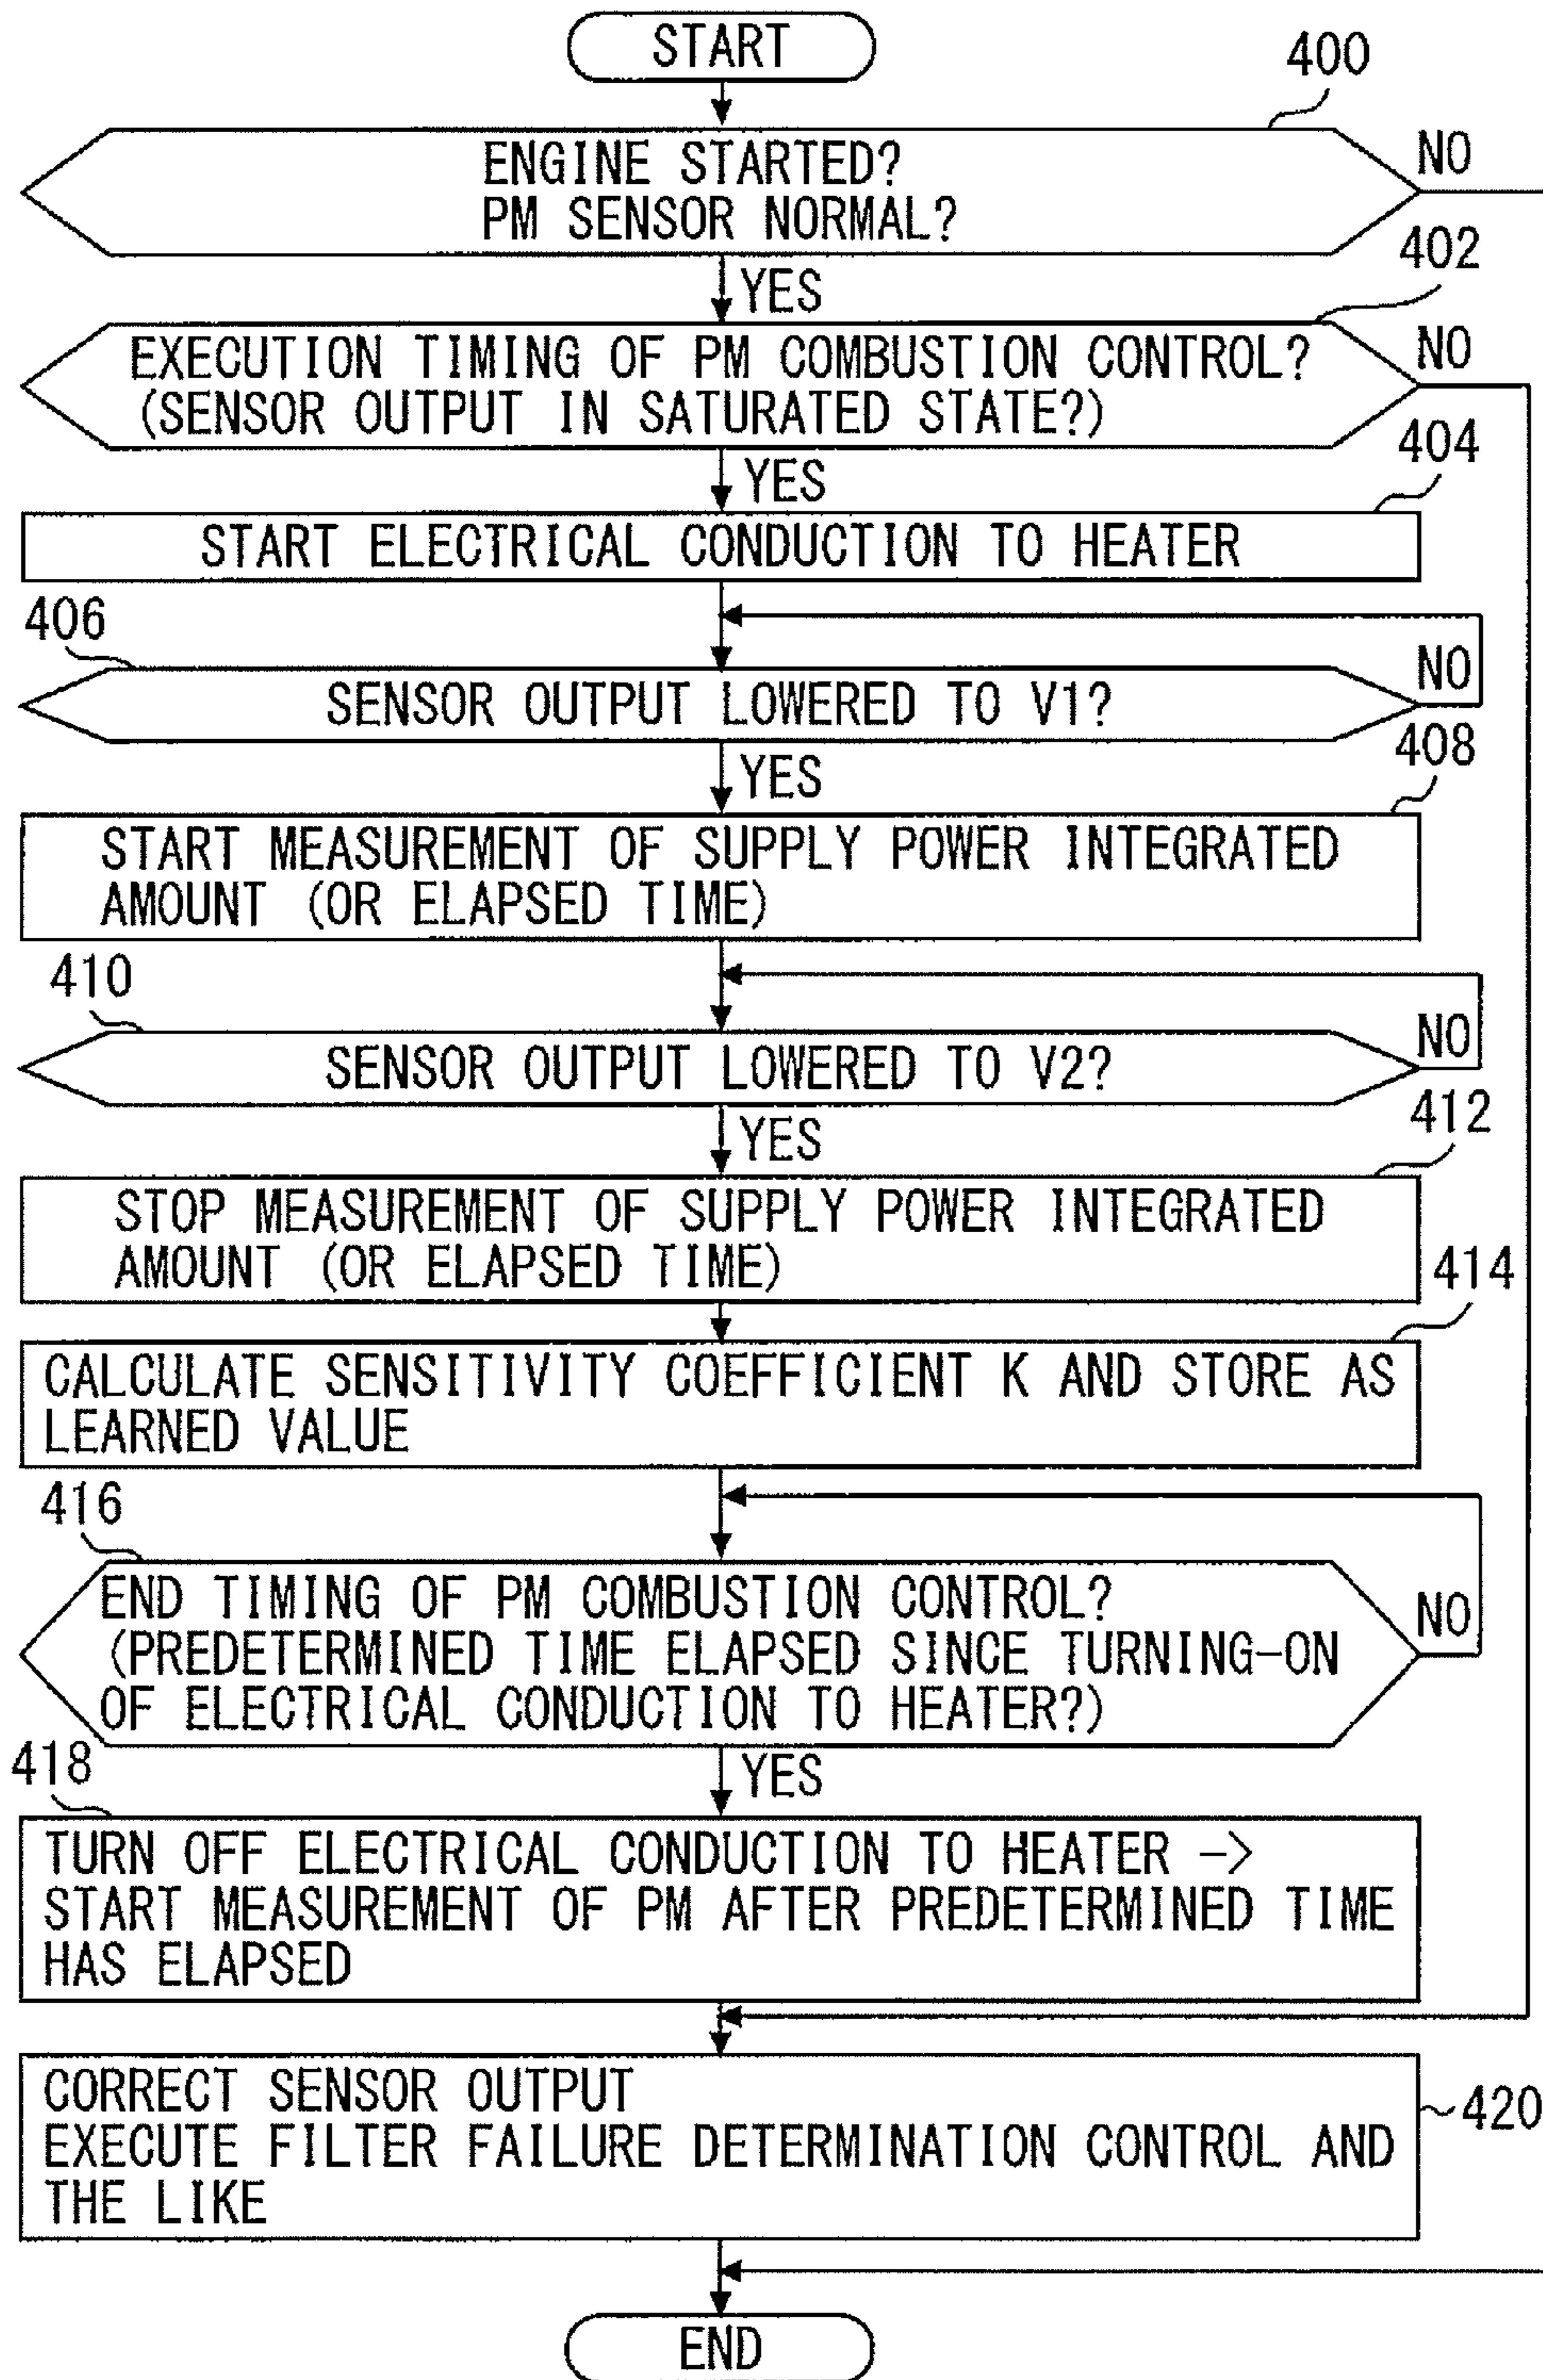 START
400
ENGINE STARTED?
PM SENSOR NORMAL?
NO
YES
402
EXECUTION TIMING OF PM COMBUSTION CONTROL?
(SENSOR OUTPUT IN SATURATED STATE?)
NO
YES
404
START ELECTRICAL CONDUCTION TO HEATER
406
SENSOR OUTPUT LOWERED TO V1?
NO
YES
408
START MEASUREMENT OF SUPPLY POWER INTEGRATED
AMOUNT (OR ELAPSED TIME)
410
SENSOR OUTPUT LOWERED TO V2?
NO
YES
412
STOP MEASUREMENT OF SUPPLY POWER INTEGRATED
AMOUNT (OR ELAPSED TIME)
414
CALCULATE SENSITIVITY COEFFICIENT K AND STORE AS
LEARNED VALUE
416
END TIMING OF PM COMBUSTION CONTROL?
(PREDETERMINED TIME ELAPSED SINCE TURNING-ON
OF ELECTRICAL CONDUCTION TO HEATER?)
NO
YES
418
TURN OFF ELECTRICAL CONDUCTION TO HEATER ->
START MEASUREMENT OF PM AFTER PREDETERMINED TIME
HAS ELAPSED
CORRECT SENSOR OUTPUT
EXECUTE FILTER FAILURE DETERMINATION CONTROL AND
THE LIKE
420
END